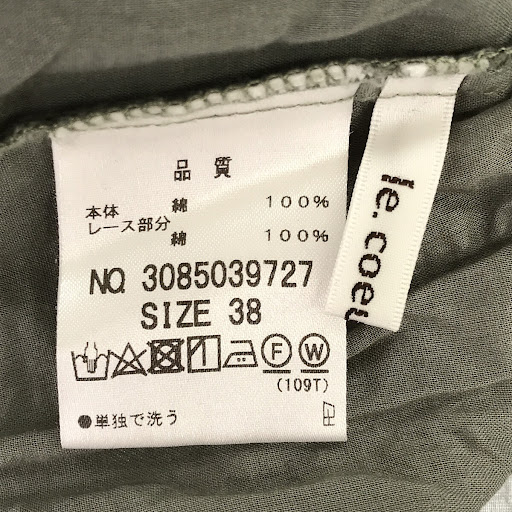 品質
本体 綿 100%
レース部分 綿 100%
NO. 3085039727
SIZE 38
F W
(109T)
●単独で洗う
le.coeu